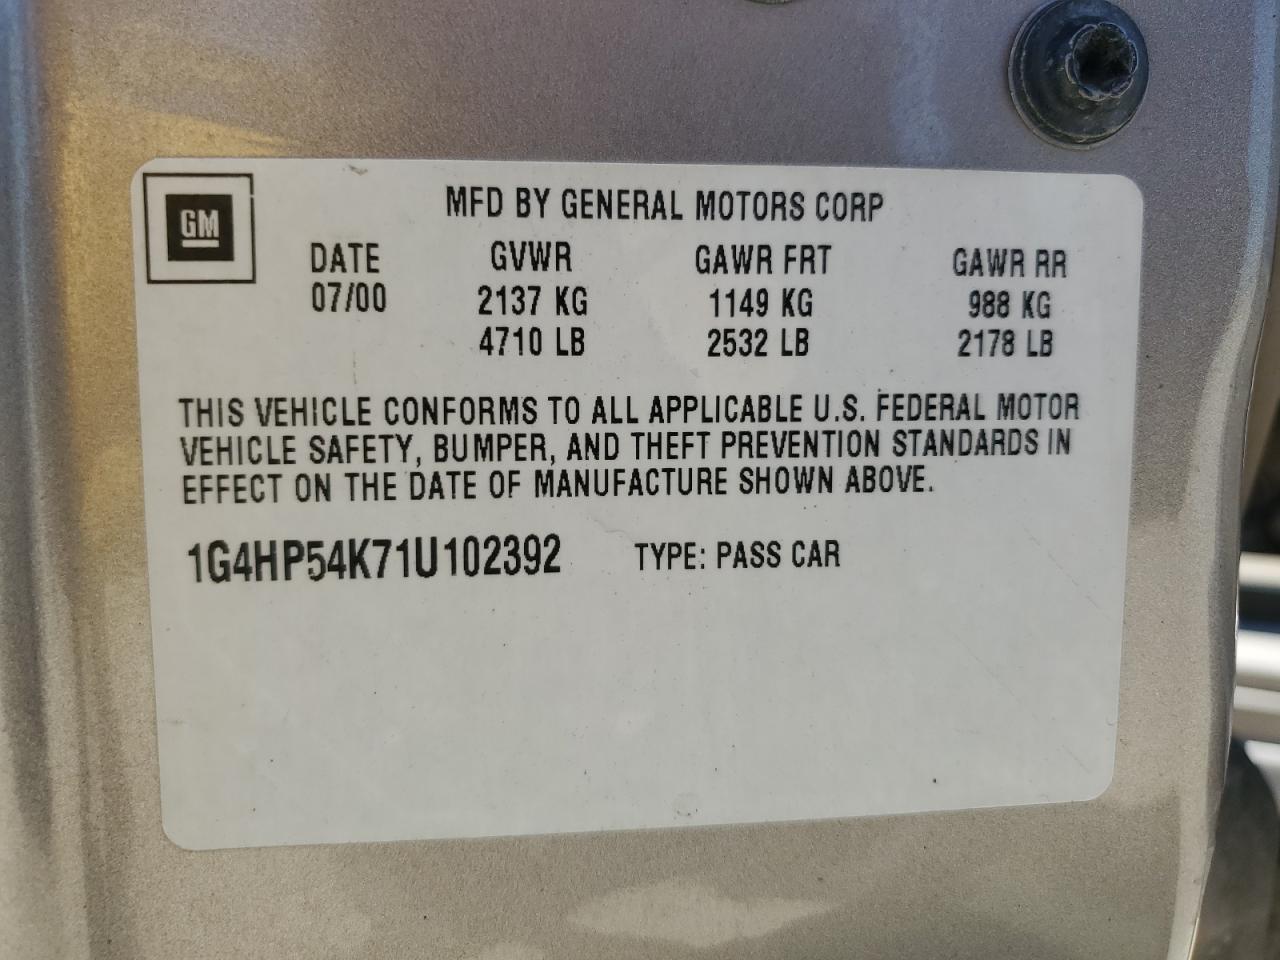 GM
MFD BY GENERAL MOTORS CORP
DATE GVWR GAWR FRT GAWR RR
07/00 2137 KG 1149 KG 988 KG
4710 LB 2532 LB 2178 LB
THIS VEHICLE CONFORMS TO ALL APPLICABLE U.S. FEDERAL MOTOR
VEHICLE SAFETY, BUMPER, AND THEFT PREVENTION STANDARDS IN
EFFECT ON THE DATE OF MANUFACTURE SHOWN ABOVE.
1G4HP54K71U102392 TYPE: PASS CAR